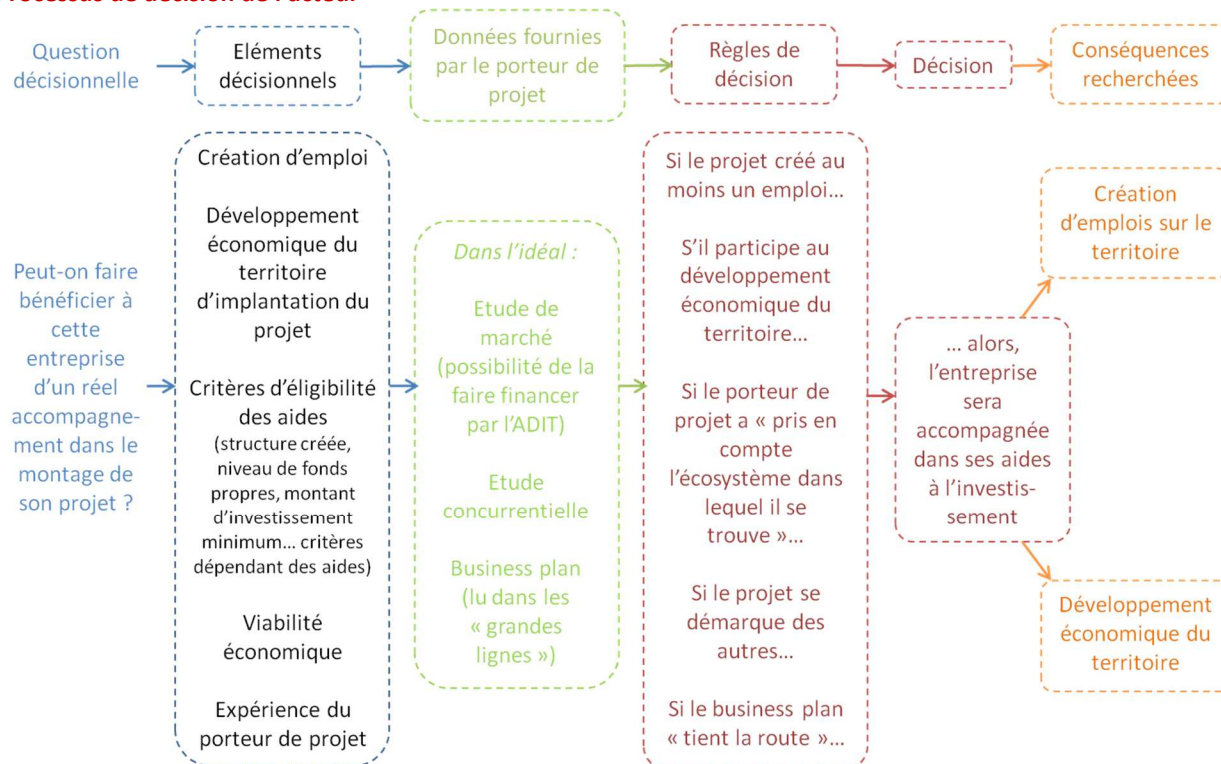 rocessus de décision de l'acteur
Question
décisionnelle
Eléments
décisionnels
Données fournies
par le porteur de
projet
Règles de
décision
Décision
Conséquences
recherchées
Peut-on faire
bénéficier à
cette
entreprise
d'un réel
accompagne-
ment dans le
montage de
son projet ?
Création d'emploi
Développement
économique du
territoire
d'implantation du
projet
Critères d'éligibilité
des aides
(structure créée,
niveau de fonds
propres, montant
d'investissement
minimum… critères
dépendant des aides)
Viabilité
économique
Expérience du
porteur de projet
Dans l'idéal :
Etude de
marché
(possibilité de la
faire financer
par l'ADIT)
Etude
concurrentielle
Business plan
(lu dans les
« grandes
lignes »)
Si le projet créé au
moins un emploi…
S'il participe au
développement
économique du
territoire…
Si le porteur de
projet a « pris en
compte
l'écosystème dans
lequel il se
trouve »…
Si le projet se
démarque des
autres…
Si le business plan
« tient la route »…
… alors,
l'entreprise
sera
accompagnée
dans ses aides
à l'investis-
sement
Création
d'emplois sur le
territoire
Développement
économique du
territoire